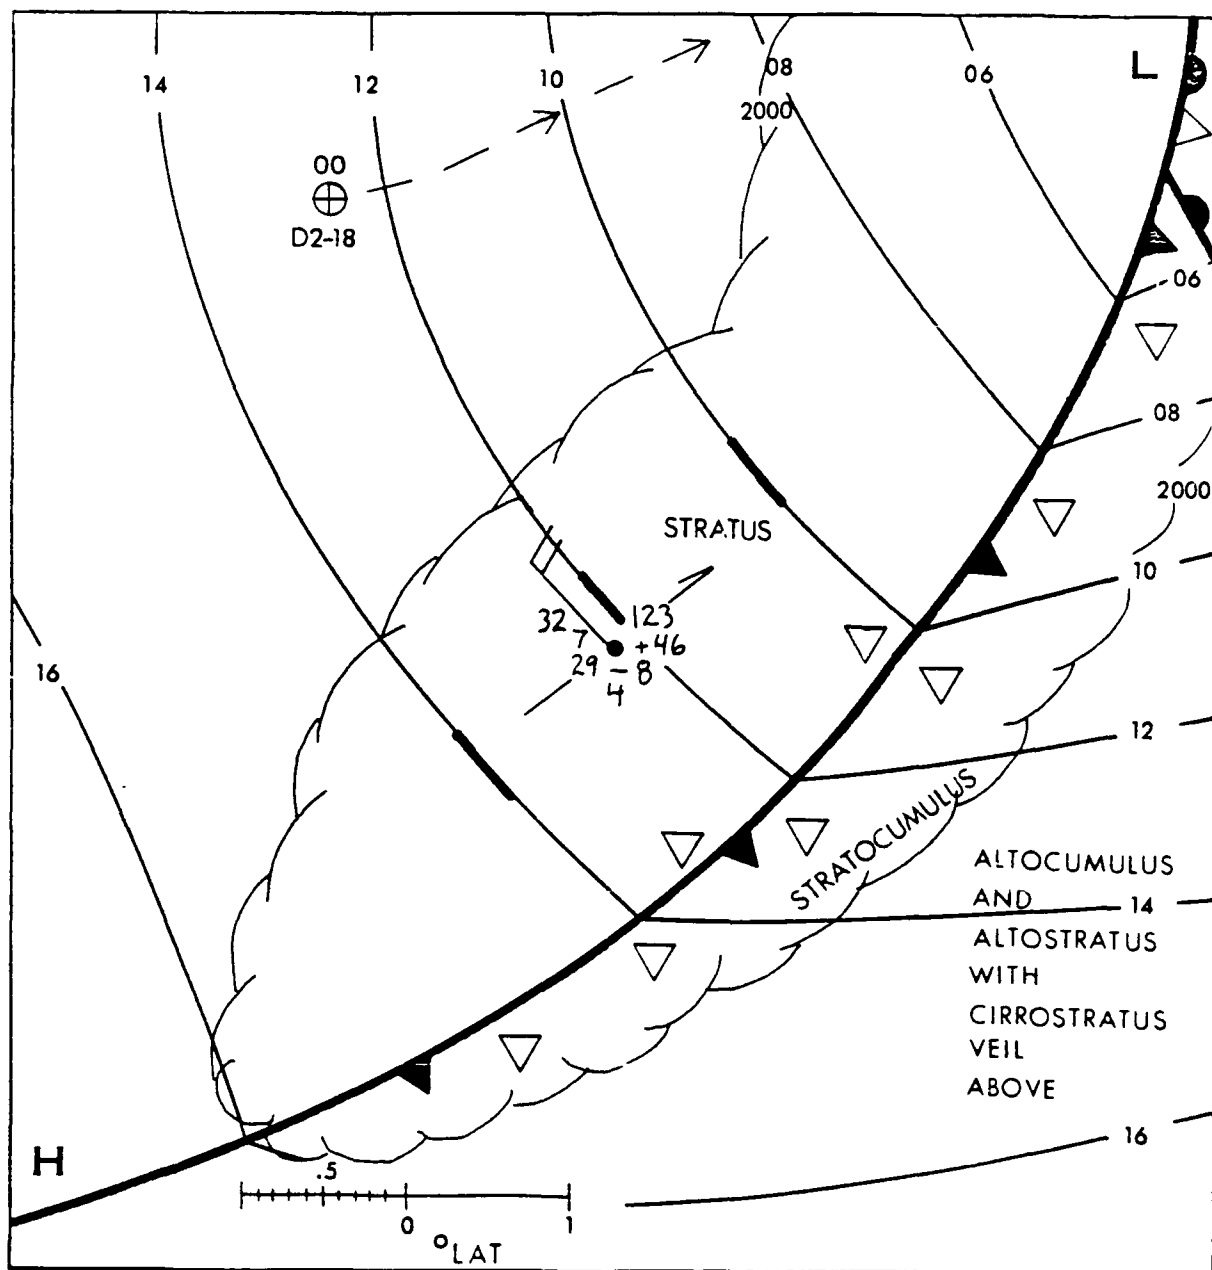 14
12
10
08
06
L
2000
00
D2-18
06
08
2000
STRATUS
10
32
123
7
+46
29
-8
4
16
12
STRATOCUMULUS
ALTOCUMULUS
AND
14
ALTOSTRATUS
WITH
CIRROSTRATUS
VEIL
ABOVE
16
H
.5
0
1
°LAT